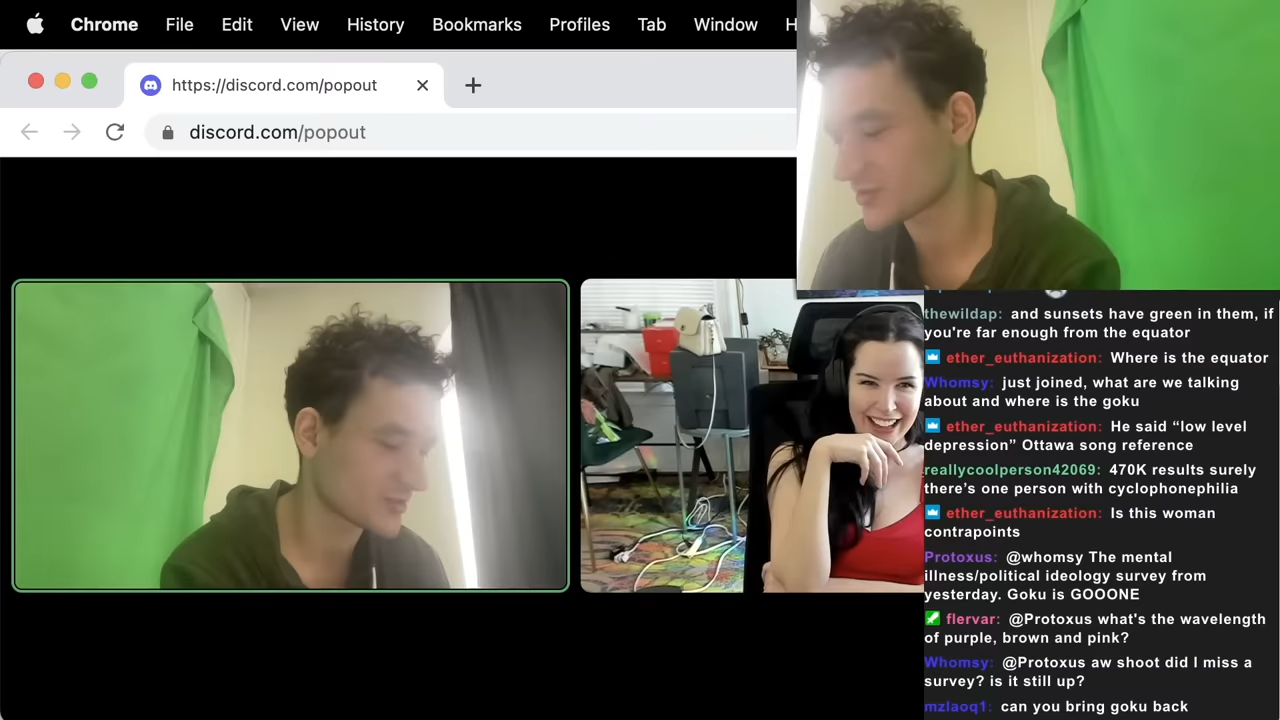 Chrome File Edit View History Bookmarks Profiles Tab Window H
https://discord.com/popout
discord.com/popout
thewildap: and sunsets have green in them, if
you're far enough from the equator
ether_euthanization: Where is the equator
Whomsy: just joined, what are we talking
about and where is the goku
ether_euthanization: He said “low level
depression” Ottawa song reference
reallycoolperson42069: 470K results surely
there’s one person with cyclophonephilia
ether_euthanization: Is this woman
contrapoints
Protoxus: @whomsy The mental
illness/political ideology survey from
yesterday. Goku is GOOONE
flervar: @Protoxus what's the wavelength
of purple, brown and pink?
Whomsy: @Protoxus aw shoot did I miss a
survey? is it still up?
mzlaoq1: can you bring goku back